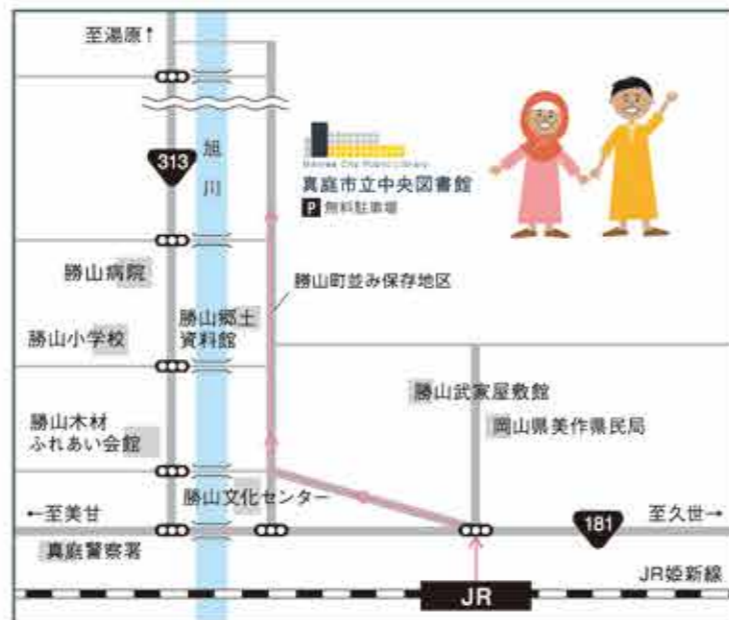 至湯原↑
313
旭川
Maniwa City Public Library
真庭市立中央図書館
P 無料駐車場
勝山病院
勝山町並み保存地区
勝山郷土
資料館
勝山小学校
勝山武家屋敷館
岡山県美作県民局
勝山木材
ふれあい会館
勝山文化センター
←至美甘
181
至久世→
真庭警察署
JR姫新線
JR